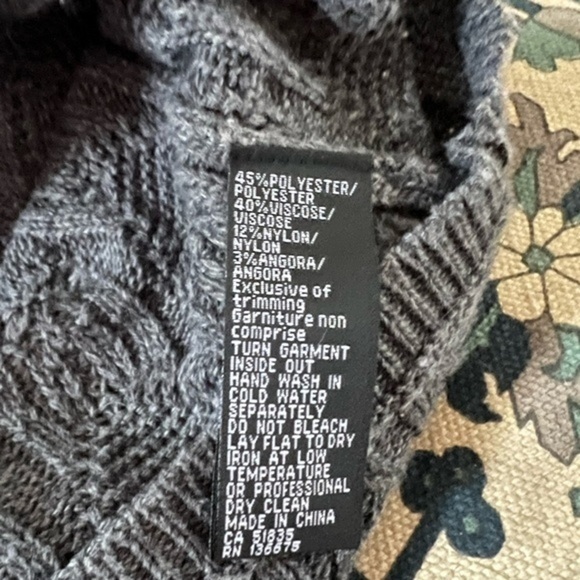 45%POLYESTER/
POLYESTER
40%VISCOSE/
VISCOSE
12%NYLON/
NYLON
3%ANGORA/
ANGORA
Exclusive of
trimming
Garniture non
comprise
TURN GARMENT
INSIDE OUT
HAND WASH IN
COLD WATER
SEPARATELY
DO NOT BLEACH
LAY FLAT TO DRY
IRON AT LOW
TEMPERATURE
OR PROFESSIONAL
DRY CLEAN
MADE IN CHINA
CA 51835
RN 136675